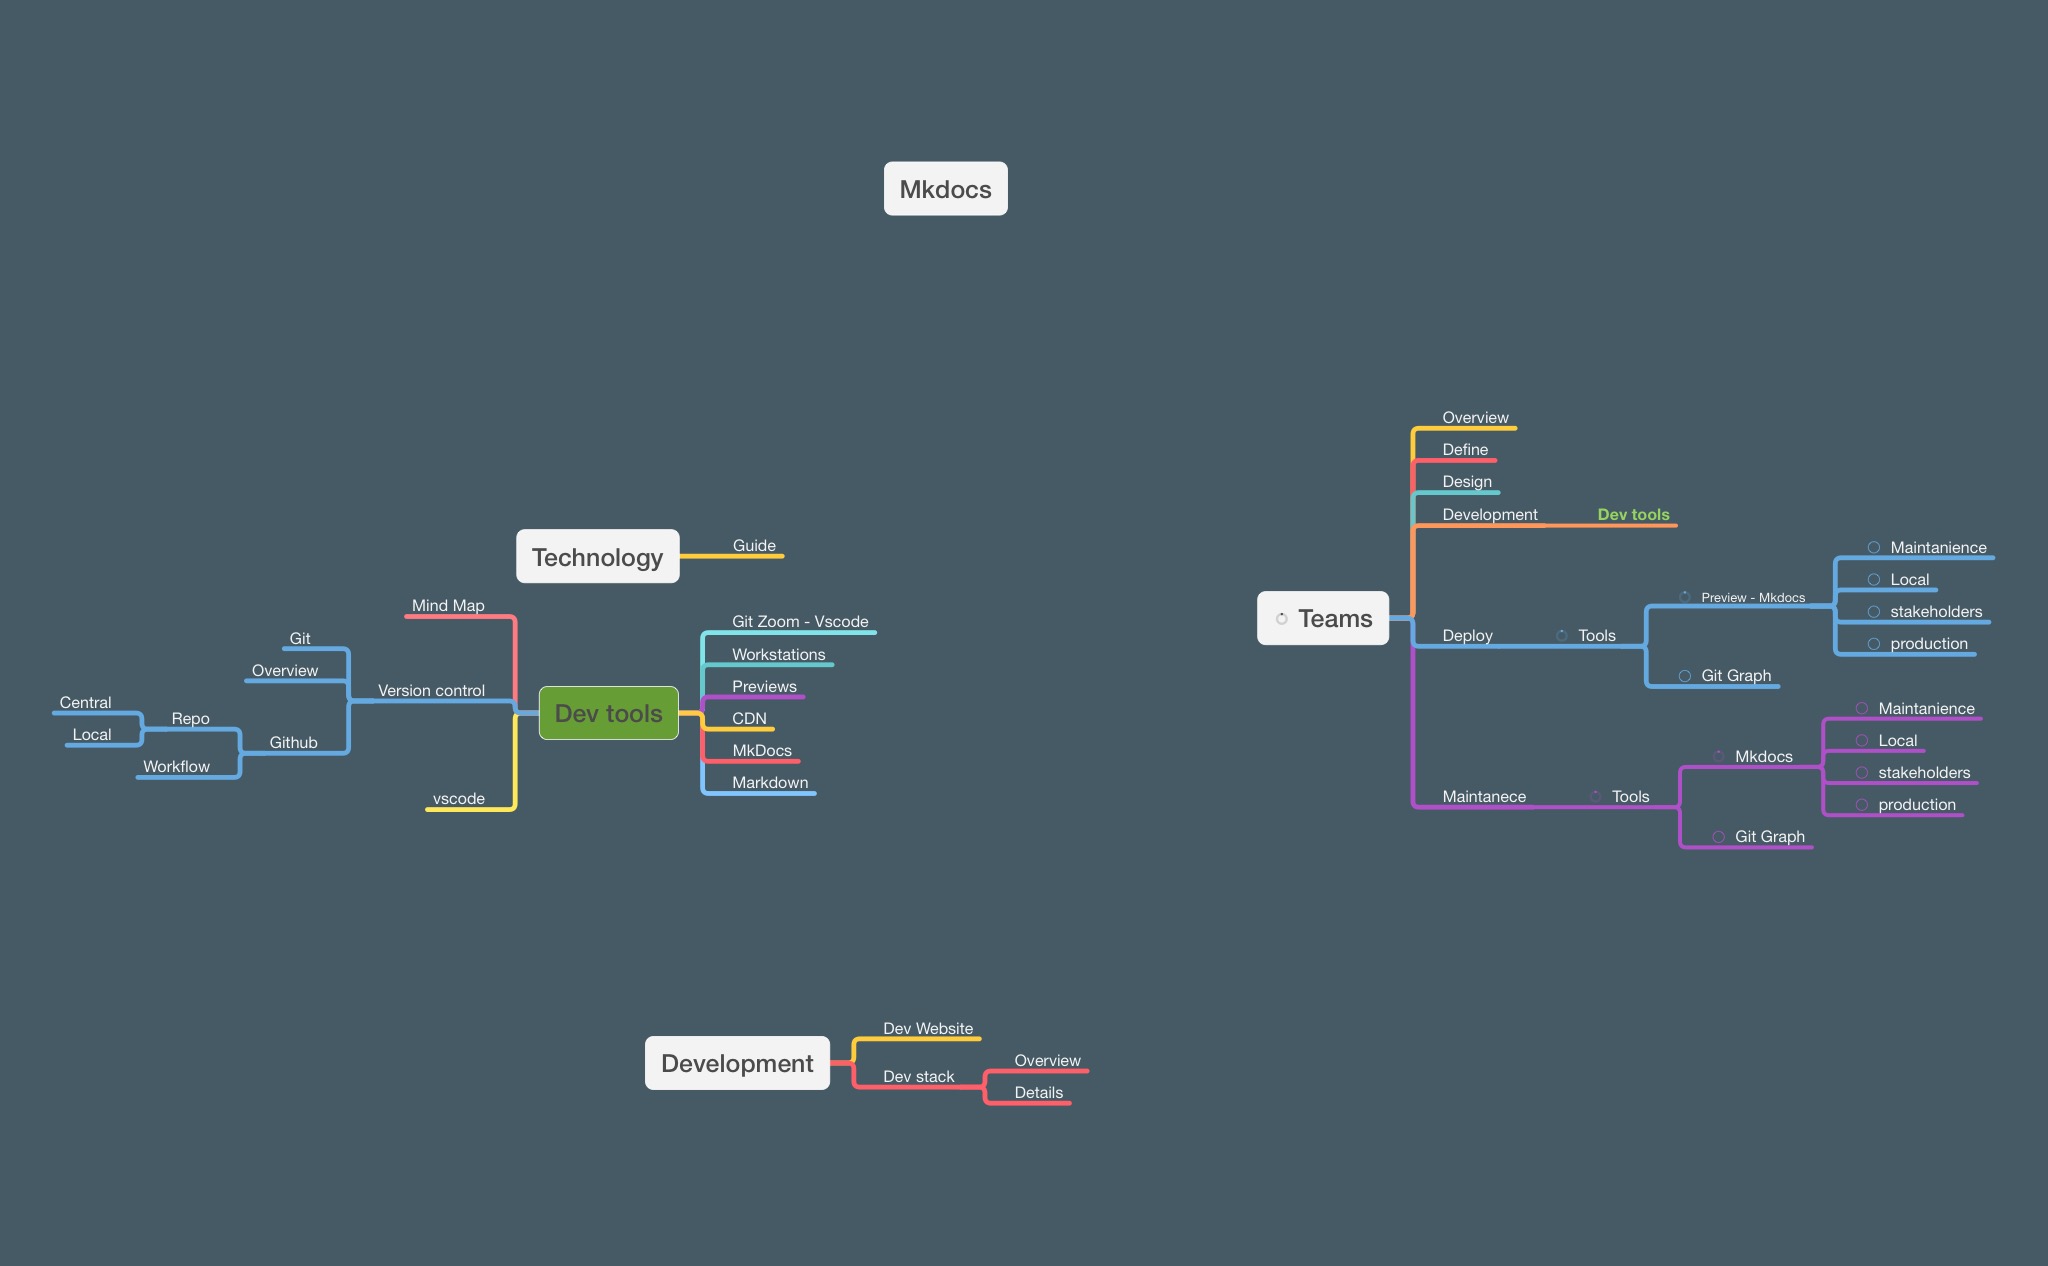 Mkdocs
Technology
Guide
Dev tools
Mind Map
Version control
Git
Overview
Github
Repo
Central
Local
Workflow
vscode
Git Zoom - Vscode
Workstations
Previews
CDN
MkDocs
Markdown
Development
Dev Website
Dev stack
Overview
Details
Teams
Overview
Define
Design
Development
Dev tools
Deploy
Tools
Preview - Mkdocs
Maintanience
Local
stakeholders
production
Git Graph
Maintanece
Tools
Mkdocs
Maintanience
Local
stakeholders
production
Git Graph